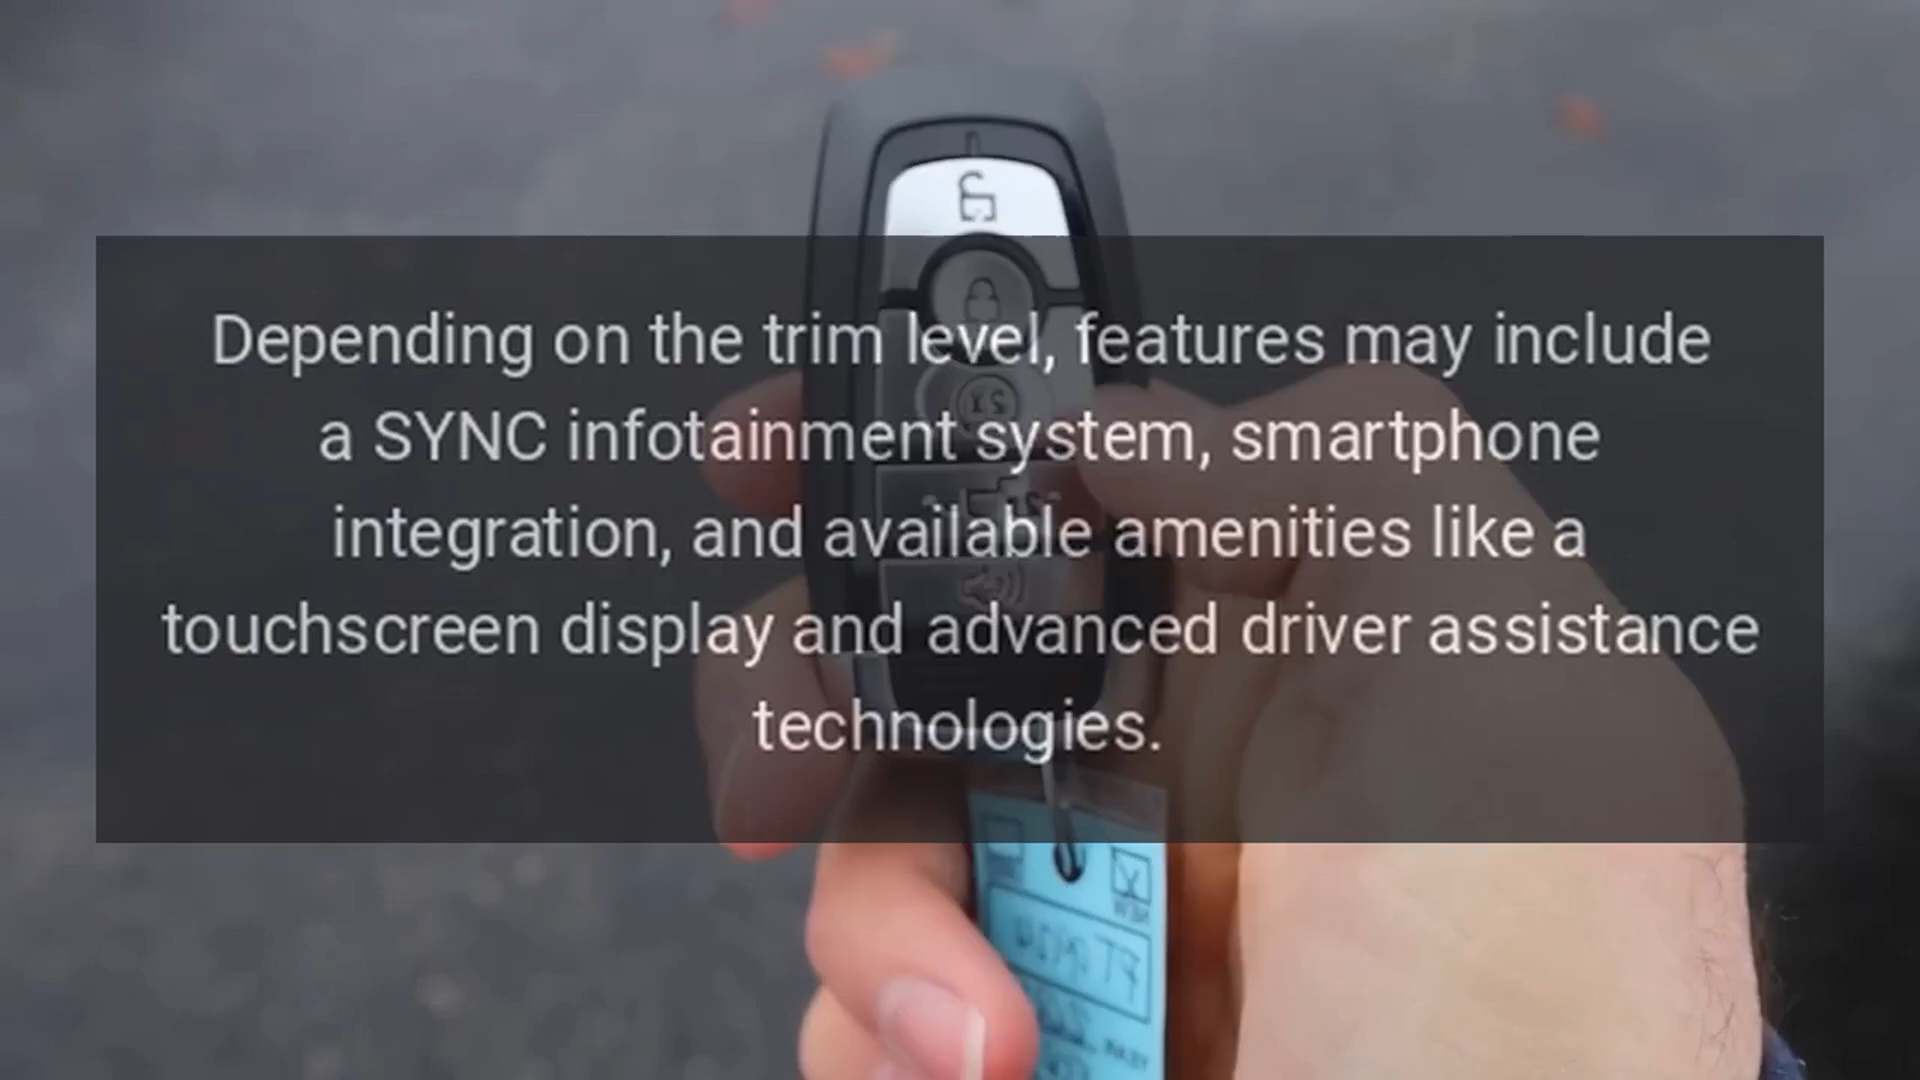 Depending on the trim level, features may include
a SYNC infotainment system, smartphone
integration, and available amenities like a
touchscreen display and advanced driver assistance
technologies.